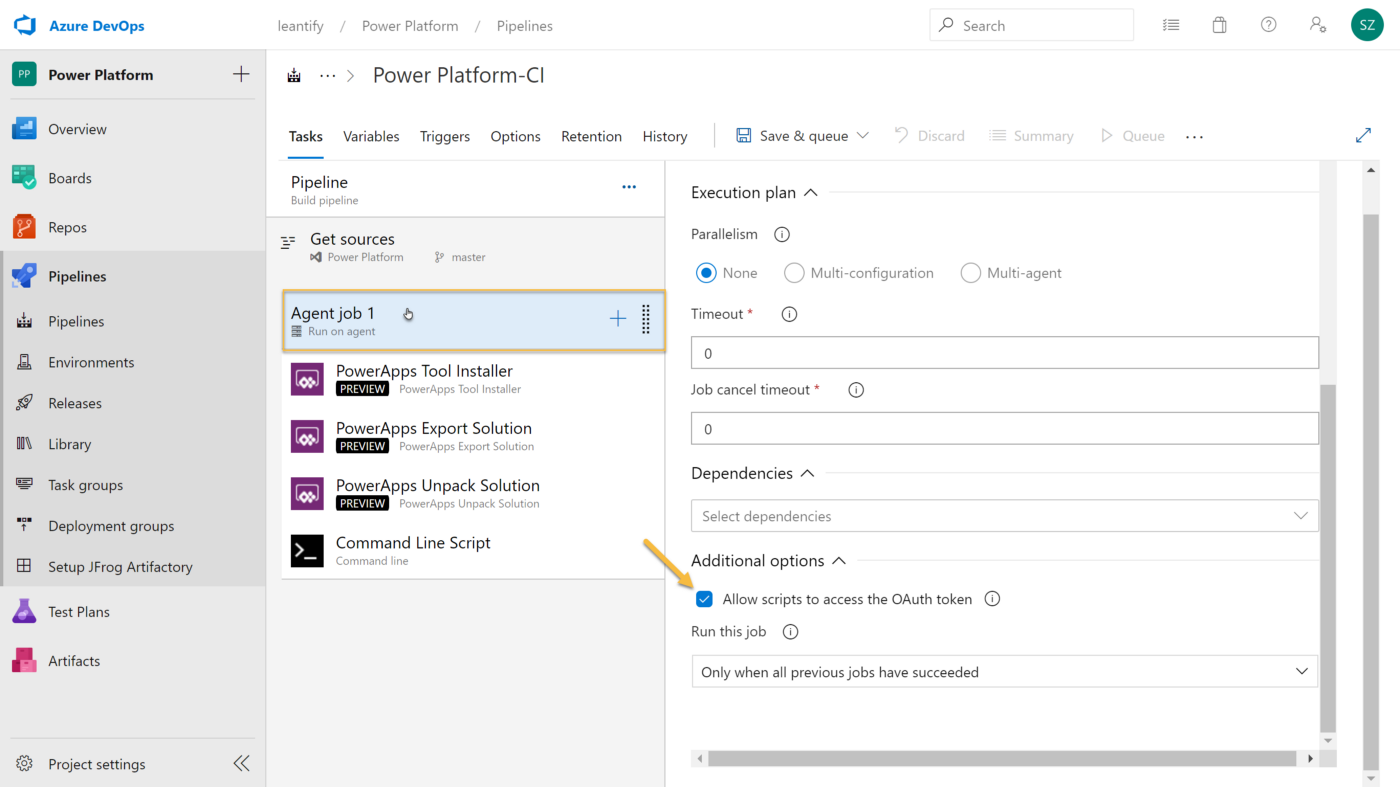 Azure DevOps
leantify / Power Platform / Pipelines
Search
SZ
PP
Power Platform
Overview
Boards
Repos
Pipelines
Pipelines
Environments
Releases
Library
Task groups
Deployment groups
Setup JFrog Artifactory
Test Plans
Artifacts
Project settings
Power Platform-CI
Tasks Variables Triggers Options Retention History
Save & queue Discard Summary Queue
Pipeline
Build pipeline
Get sources
Power Platform master
Agent job 1
Run on agent
PowerApps Tool Installer
PREVIEW PowerApps Tool Installer
PowerApps Export Solution
PREVIEW PowerApps Export Solution
PowerApps Unpack Solution
PREVIEW PowerApps Unpack Solution
Command Line Script
Command line
Execution plan
Parallelism
None Multi-configuration Multi-agent
Timeout *
0
Job cancel timeout *
0
Dependencies
Select dependencies
Additional options
Allow scripts to access the OAuth token
Run this job
Only when all previous jobs have succeeded